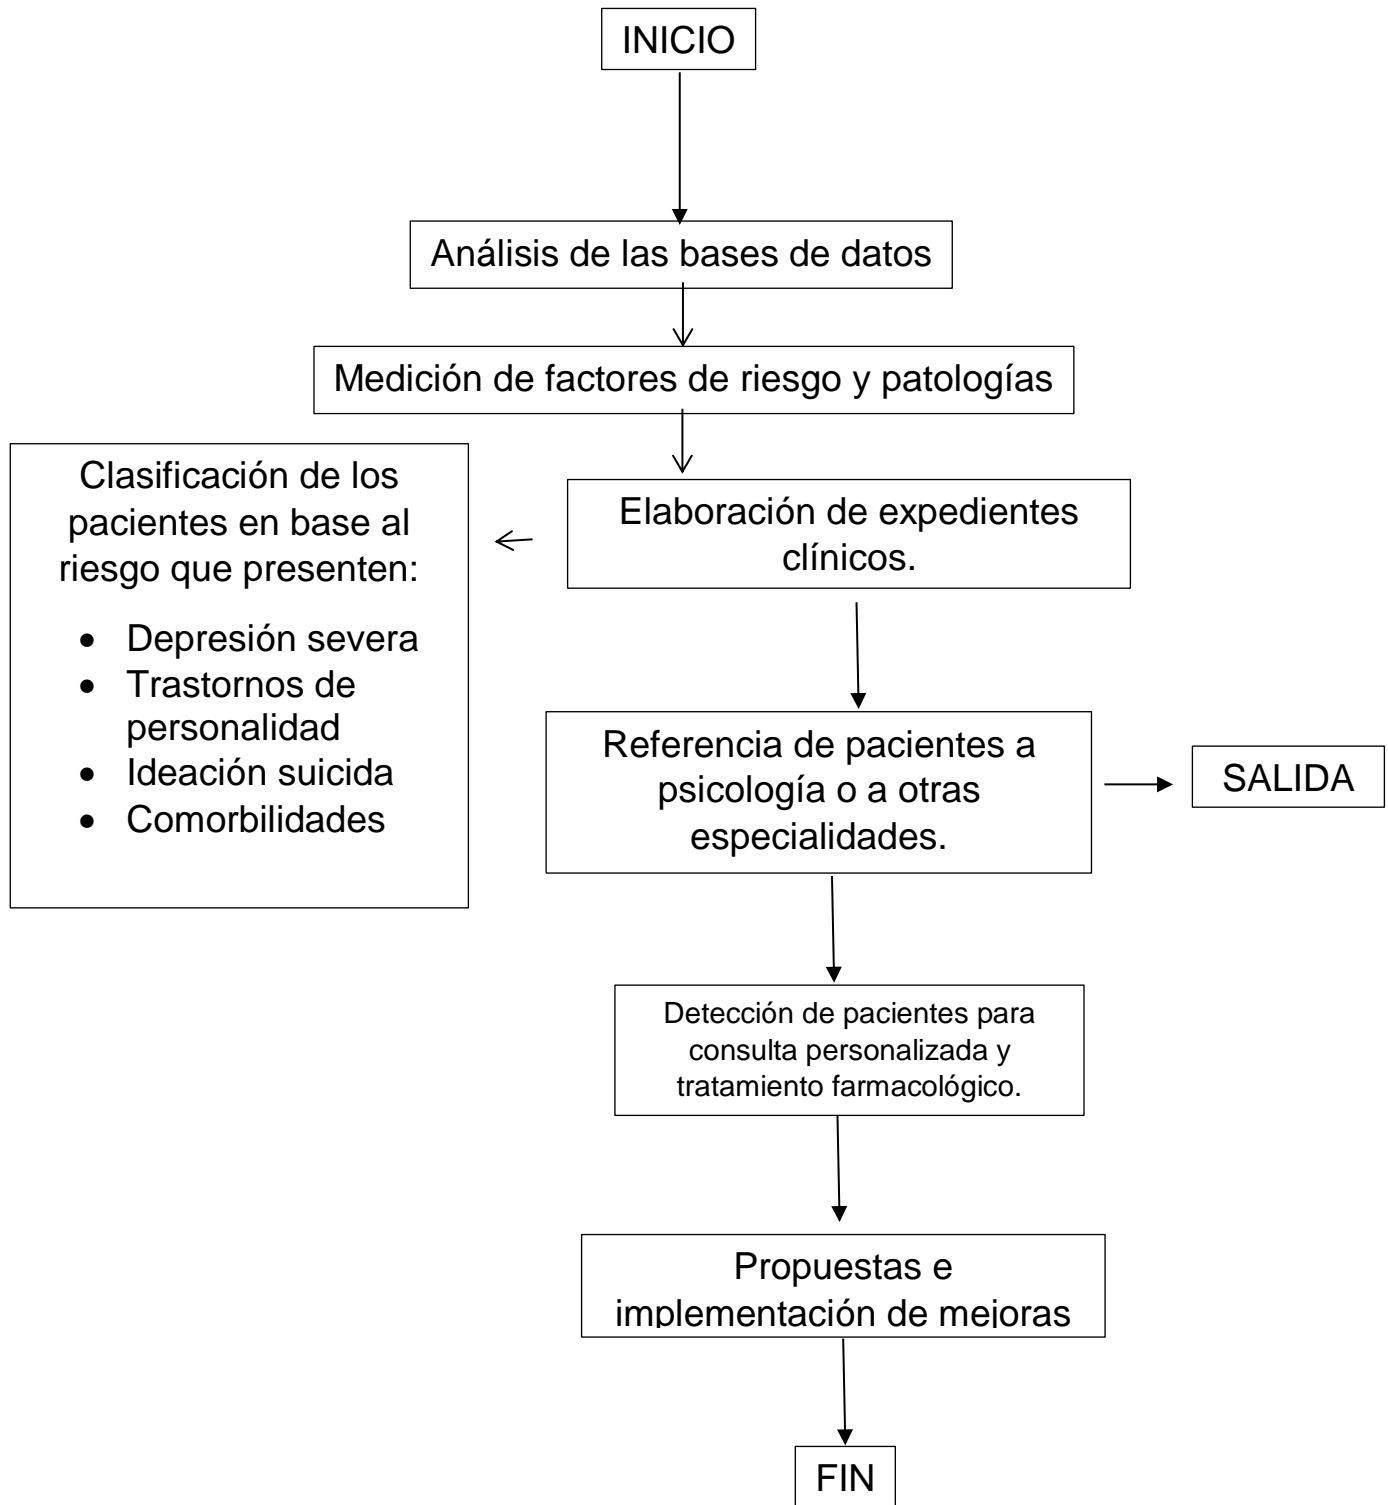 INICIO
Análisis de las bases de datos
Medición de factores de riesgo y patologías
Clasificación de los
pacientes en base al
riesgo que presenten:
• Depresión severa
• Trastornos de
personalidad
• Ideación suicida
• Comorbilidades
Elaboración de expedientes
clínicos.
Referencia de pacientes a
psicología o a otras
especialidades.
SALIDA
Detección de pacientes para
consulta personalizada y
tratamiento farmacológico.
Propuestas e
implementación de mejoras
FIN